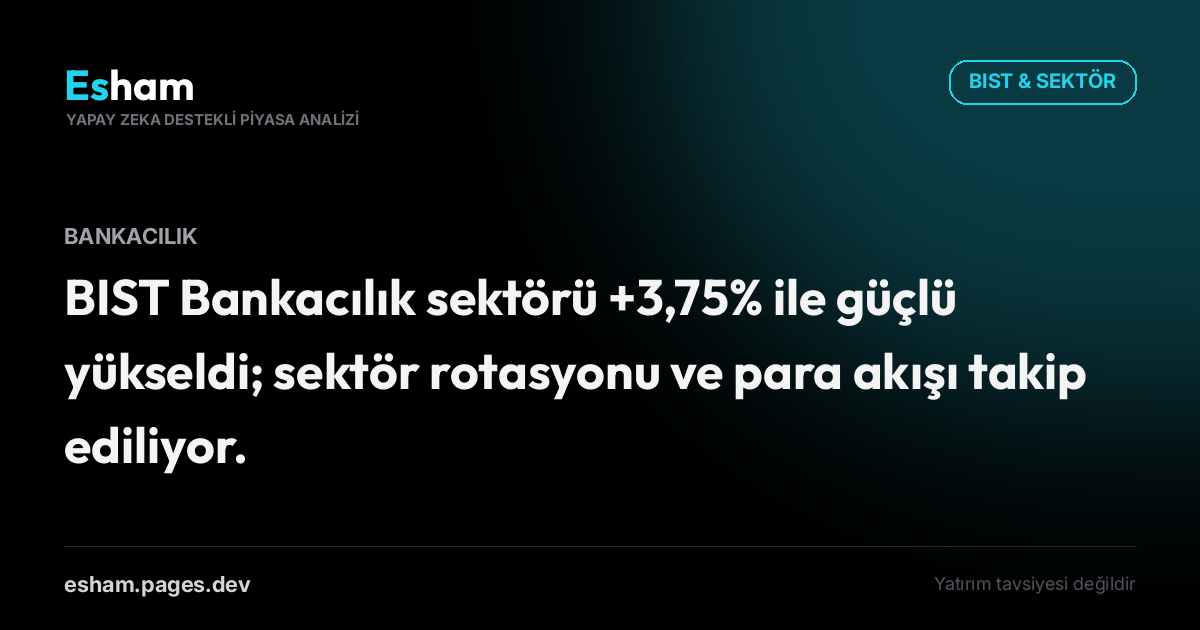 Esham
BIST & SEKTÖR
YAPAY ZEKA DESTEKLİ PİYASA ANALİZİ
BANKACILIK
BIST Bankacılık sektörü +3,75% ile güçlü
yükseldi; sektör rotasyonu ve para akışı takip
ediliyor.
esham.pages.dev
Yatırım tavsiyesi değildir